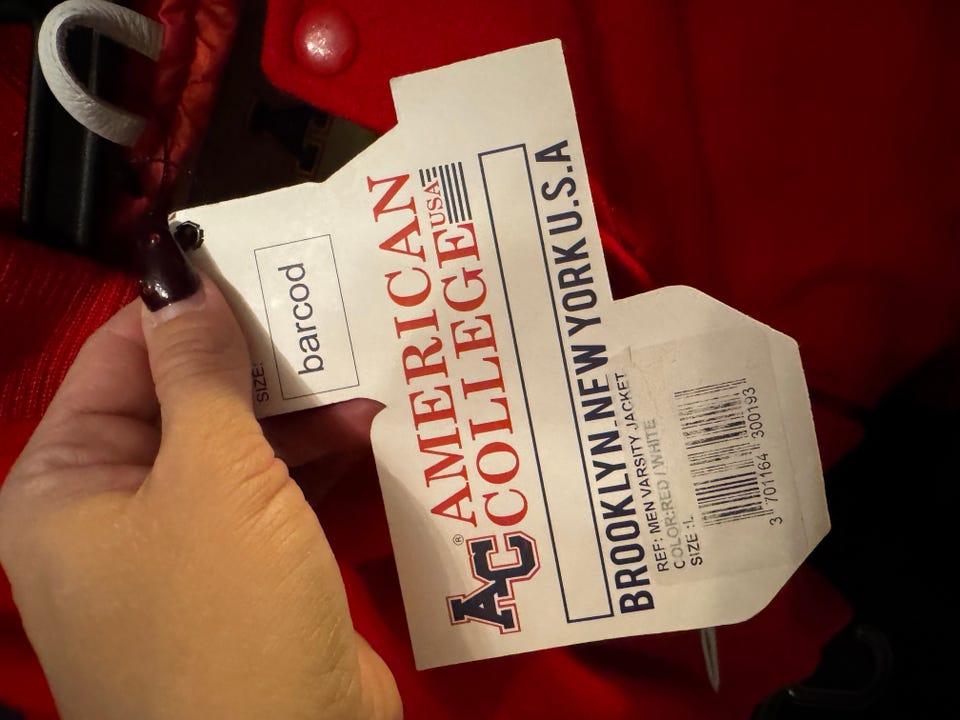 SIZE:
barcod
AMERICAN
COLLEGE USA
AC®
BROOKLYN.NEW YORK U.S.A
REF: MEN VARSITY JACKET
COLOR:RED / WHITE
SIZE :L
3 701164 300193